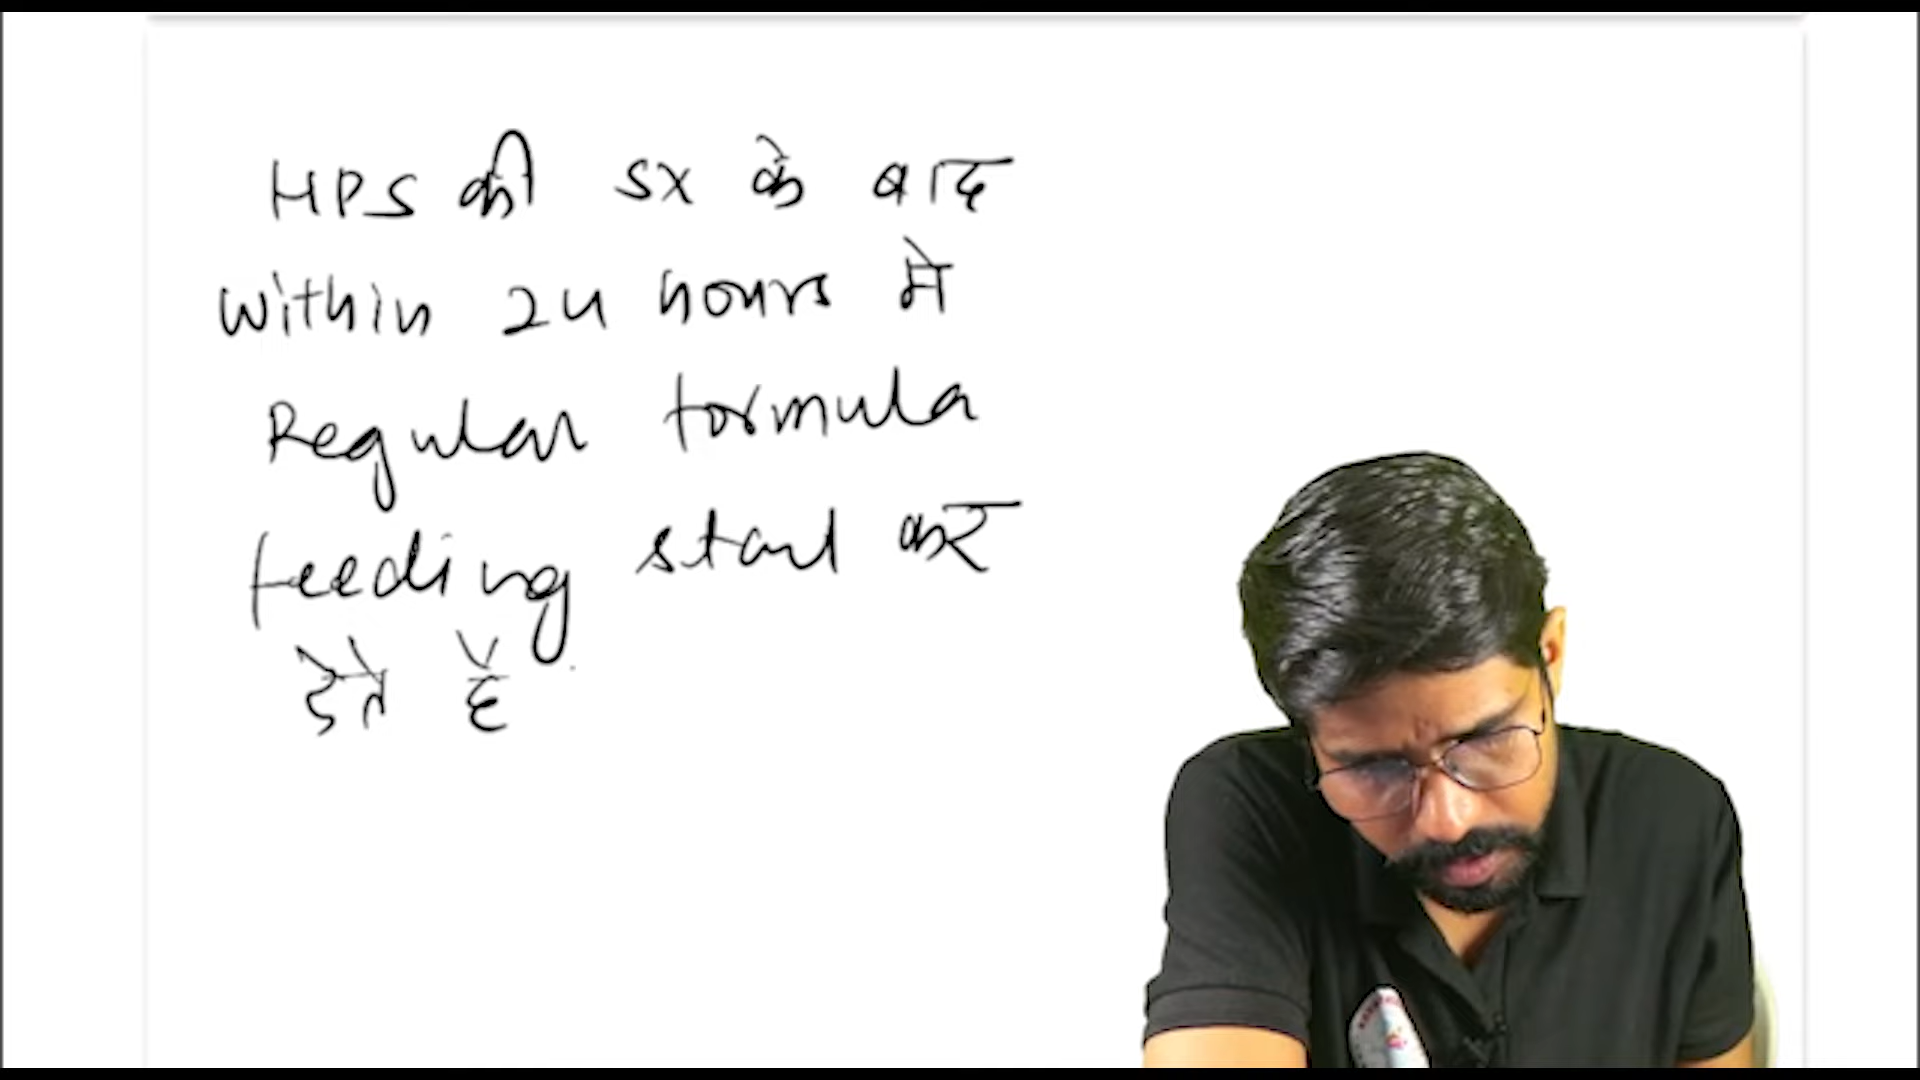 HPS की sx के बाद
within 24 hours मे
Regular formula
feeding start कर
देते है